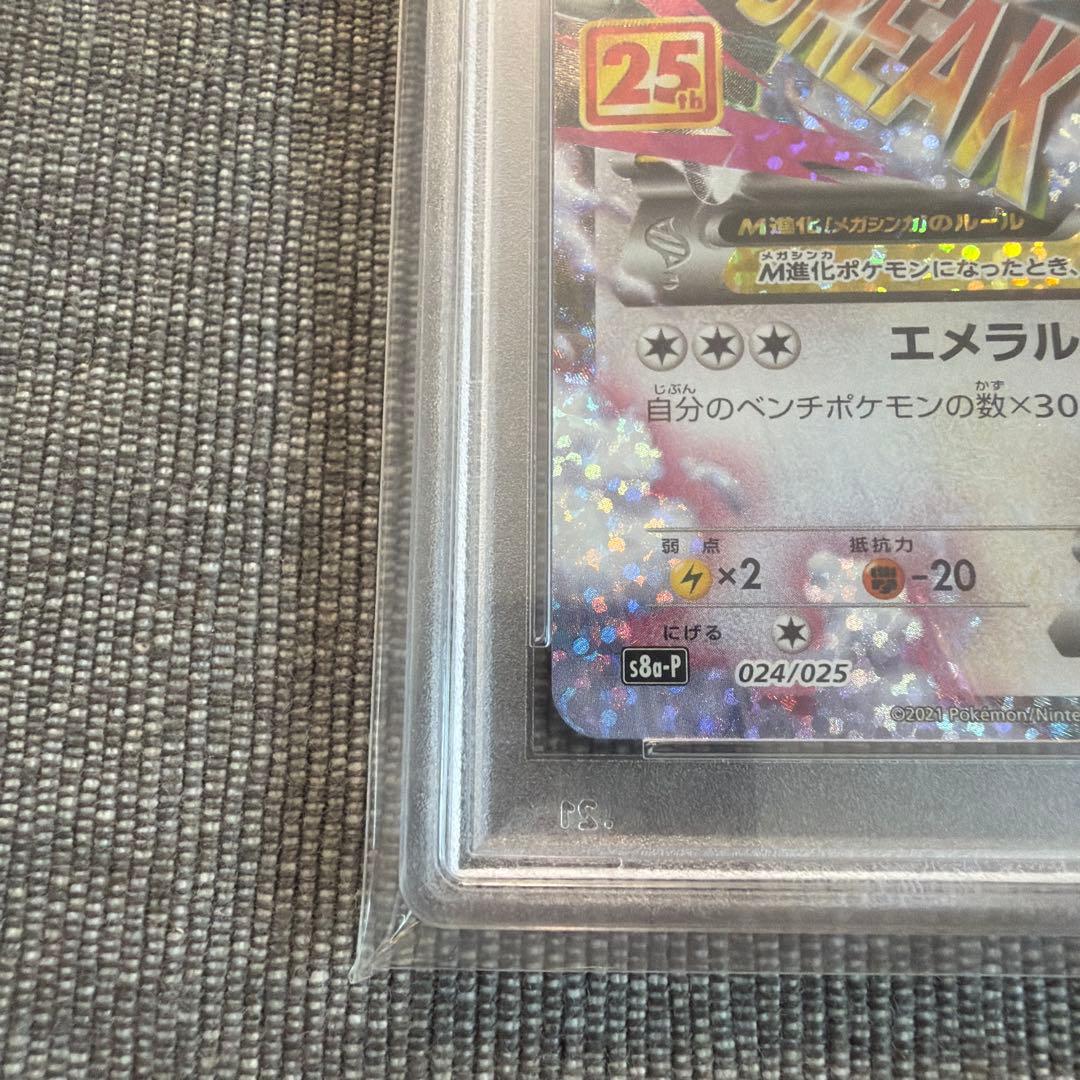 BREAK
25th
M進化[メガシンカ]のルール
メガシンカ
M進化ポケモンになったとき、
エメラル
じぶん かず
自分のベンチポケモンの数×30
弱点 抵抗力
×2 -20
にげる
s8a-P 024/025
©2021 Pokémon/Ninte